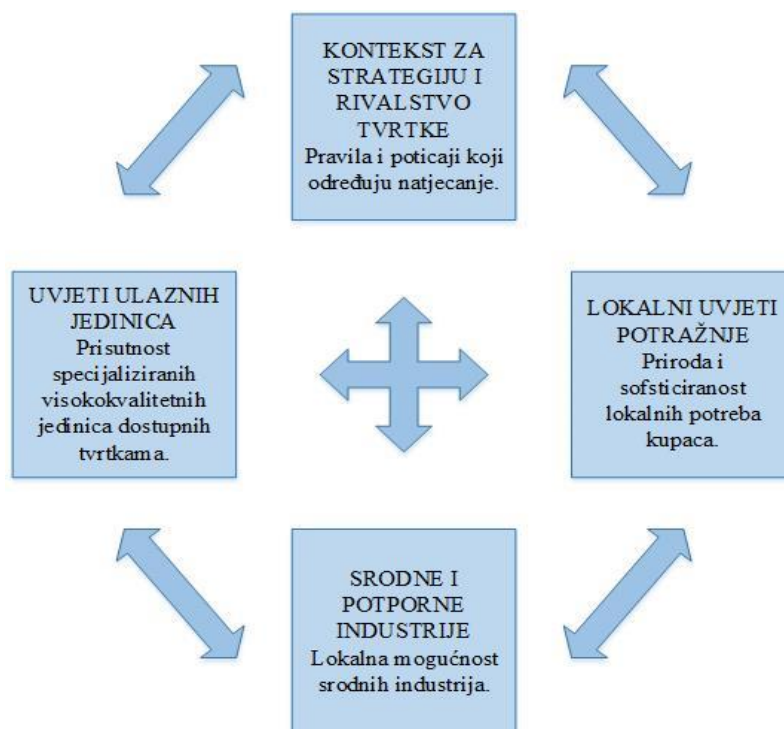 KONTEKST ZA
STRATEGIJU I
RIVALSTVO
TVRTKE
Pravila i poticaji koji
određuju natjecanje.
UVJETI ULAZNIH
JEDINICA
Prisutnost
specijaliziranih
visokokvalitetnih
jedinica dostupnih
tvrtkama.
LOKALNI UVJETI
POTRAŽNJE
Priroda i
sofsticiranost
lokalnih potreba
kupaca.
SRODNE I
POTPORNE
INDUSTRIJE
Lokalna mogućnost
srodnih industrija.